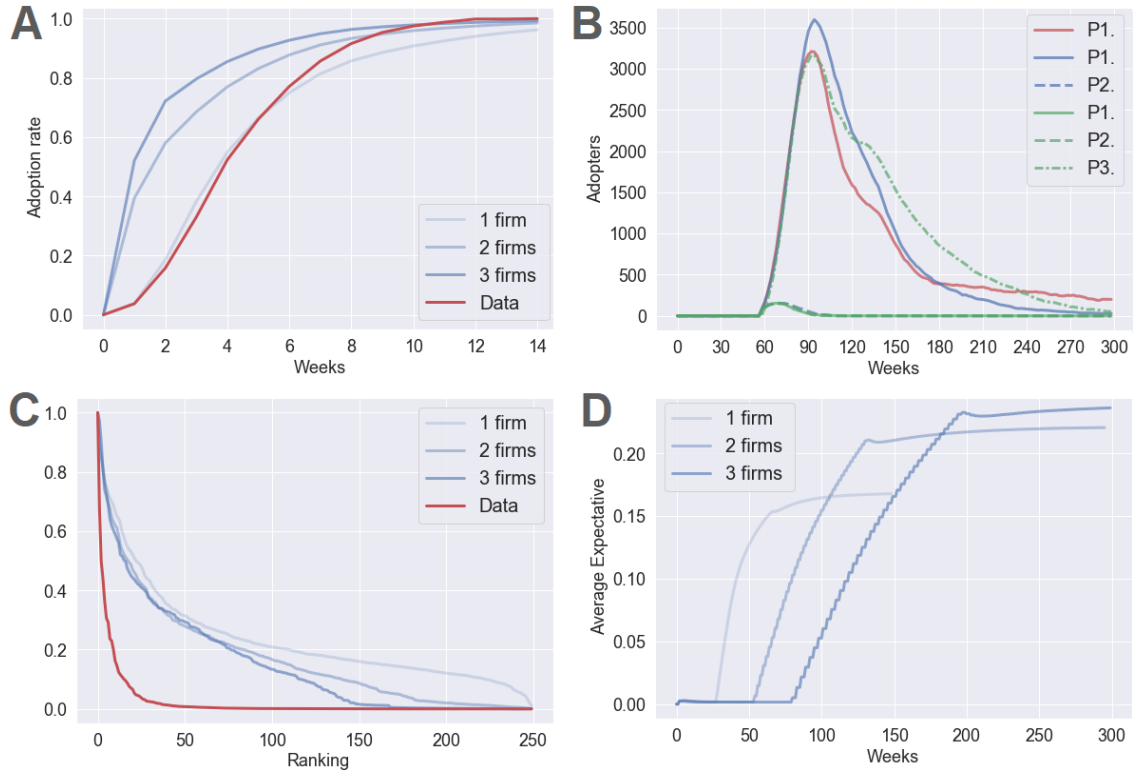 A
Adoption rate
1.0
0.8
0.6
0.4
0.2
0.0
0 2 4 6 8 10 12 14
Weeks
1 firm
2 firms
3 firms
Data
B
Adopters
3500
3000
2500
2000
1500
1000
500
0
0 30 60 90 120 150 180 210 240 270 300
Weeks
P1.
P1.
P2.
P1.
P2.
P3.
C
1.0
0.8
0.6
0.4
0.2
0.0
0 50 100 150 200 250
Ranking
1 firm
2 firms
3 firms
Data
D
Average Expectative
0.20
0.15
0.10
0.05
0.00
0 50 100 150 200 250 300
Weeks
1 firm
2 firms
3 firms